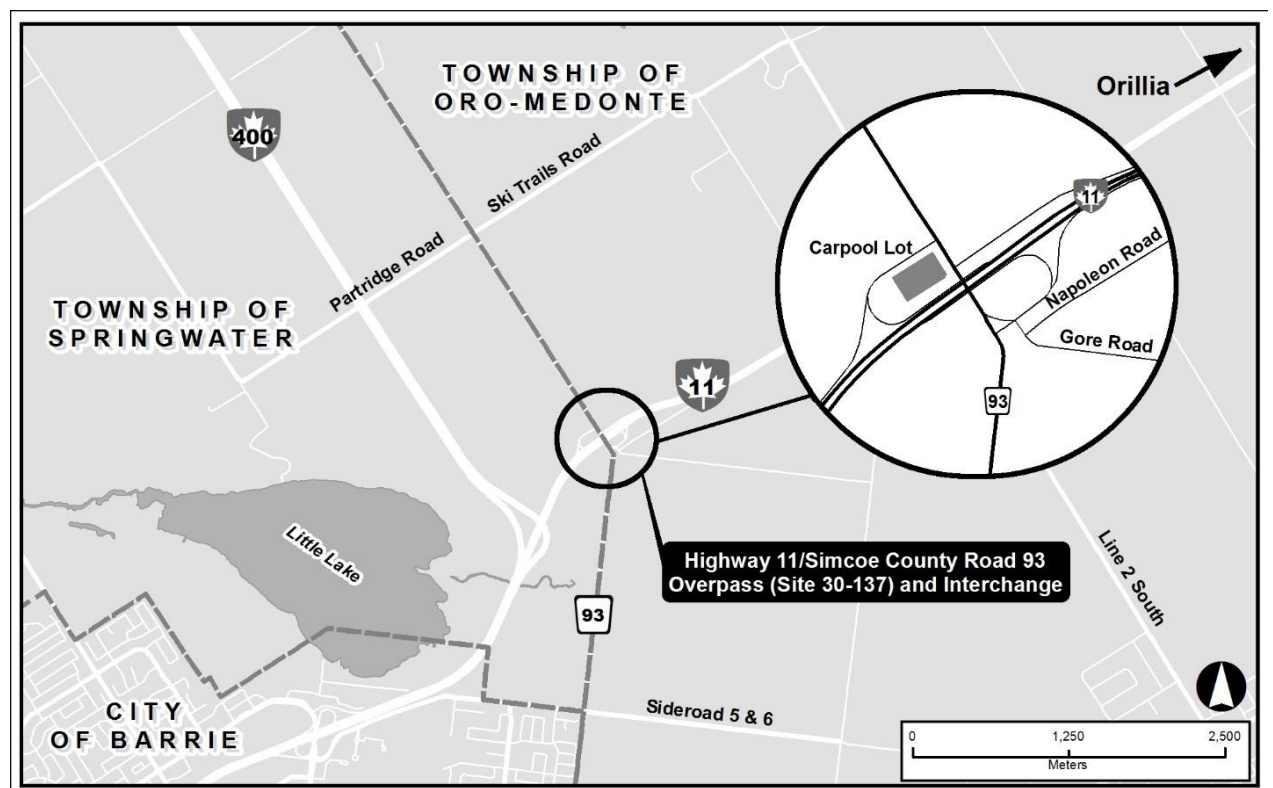 TOWNSHIP OF
ORO-MEDONTE
Orillia
400
Ski Trails Road
11
Carpool Lot
Partridge Road
Napoleon Road
TOWNSHIP OF
SPRINGWATER
Gore Road
11
93
Little Lake
Highway 11/Simcoe County Road 93
Overpass (Site 30-137) and Interchange
Line 2 South
93
CITY
OF BARRIE
Sideroad 5 & 6
0 1,250 2,500
Meters